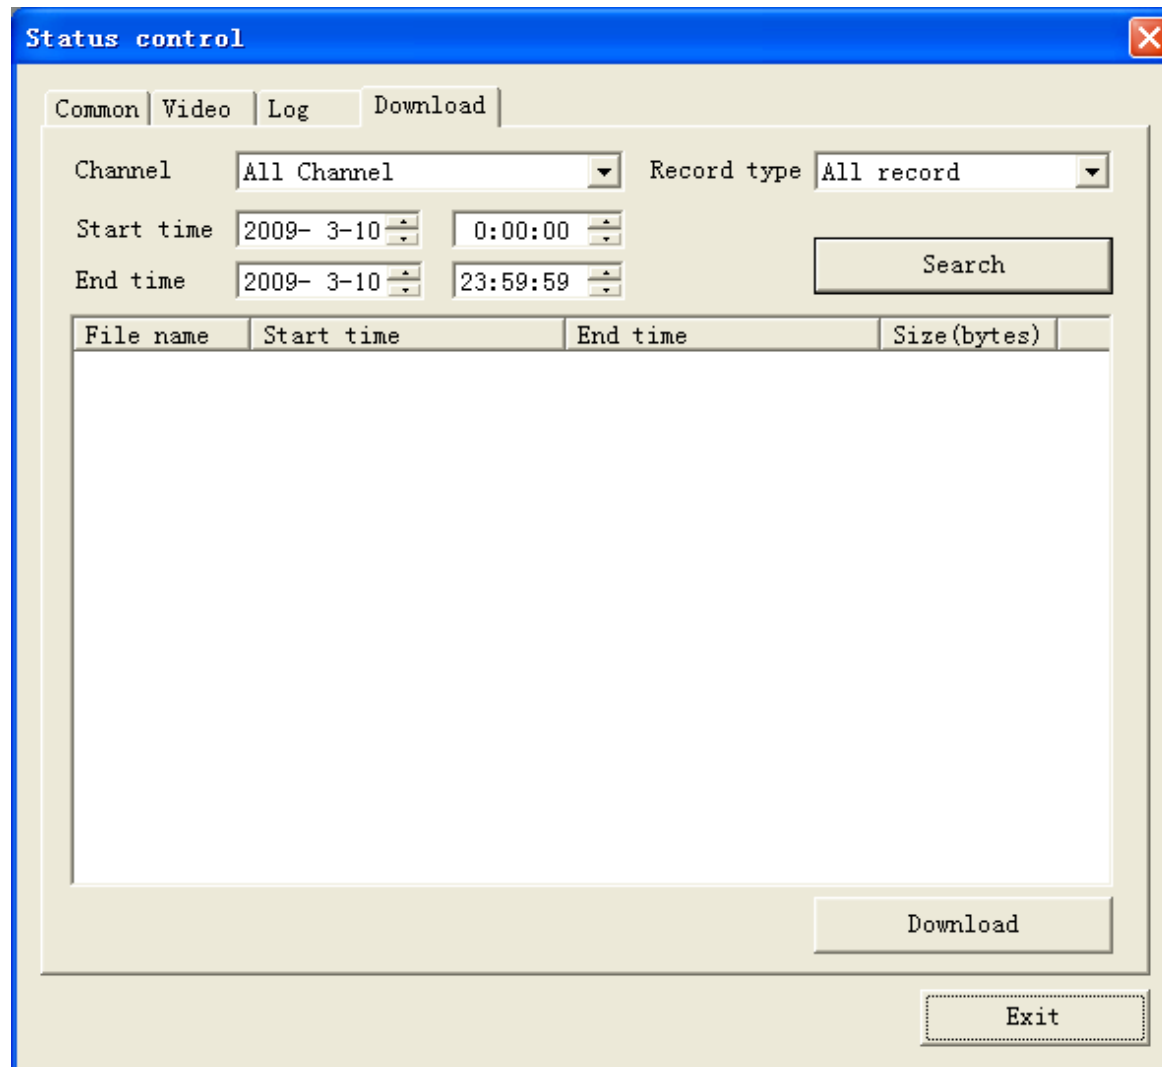 Status control
Common Video Log Download
Channel All Channel Record type All record
Start time 2009- 3-10 0:00:00
Search
End time 2009- 3-10 23:59:59
File name Start time End time Size(bytes)
Download
Exit